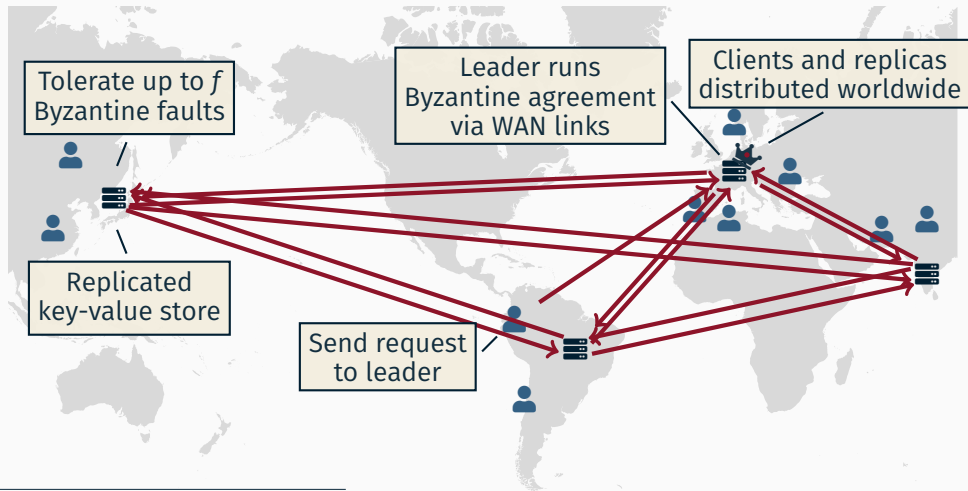 Tolerate up to f
Byzantine faults
Leader runs
Byzantine agreement
via WAN links
Clients and replicas
distributed worldwide
Replicated
key-value store
Send request
to leader